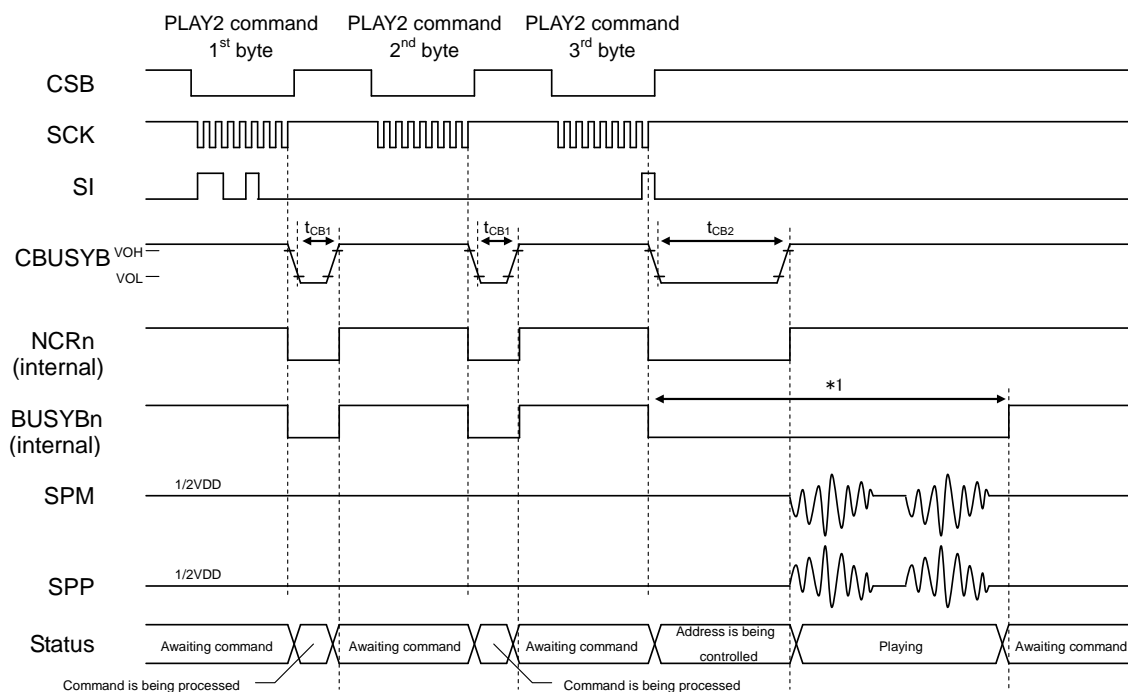 PLAY2 command
1st byte
PLAY2 command
2nd byte
PLAY2 command
3rd byte
CSB
SCK
SI
tCB1
tCB1
tCB2
CBUSYB
VOH
VOL
NCRn
(internal)
*1
BUSYBn
(internal)
SPM
1/2VDD
SPP
1/2VDD
Status
Awaiting command
Awaiting command
Awaiting command
Address is being
controlled
Playing
Awaiting command
Command is being processed
Command is being processed